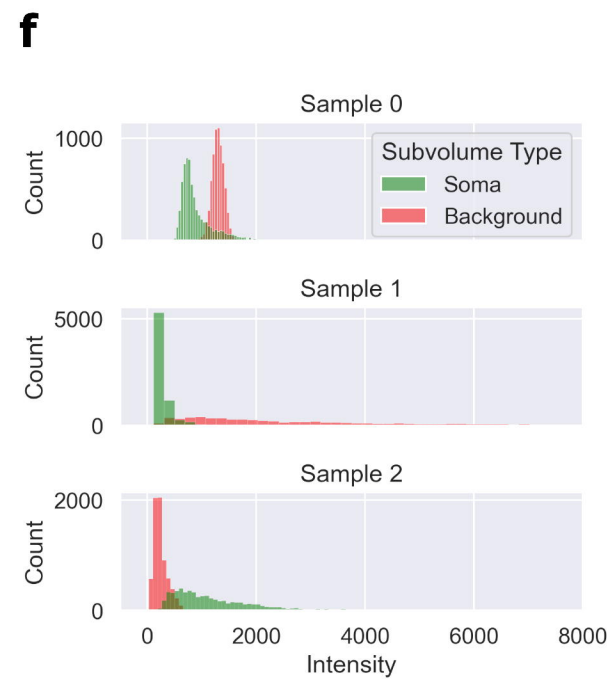 f
Sample 0
1000
Count
0
Subvolume Type
Soma
Background
Sample 1
5000
Count
0
Sample 2
2000
Count
0
0 2000 4000 6000 8000
Intensity